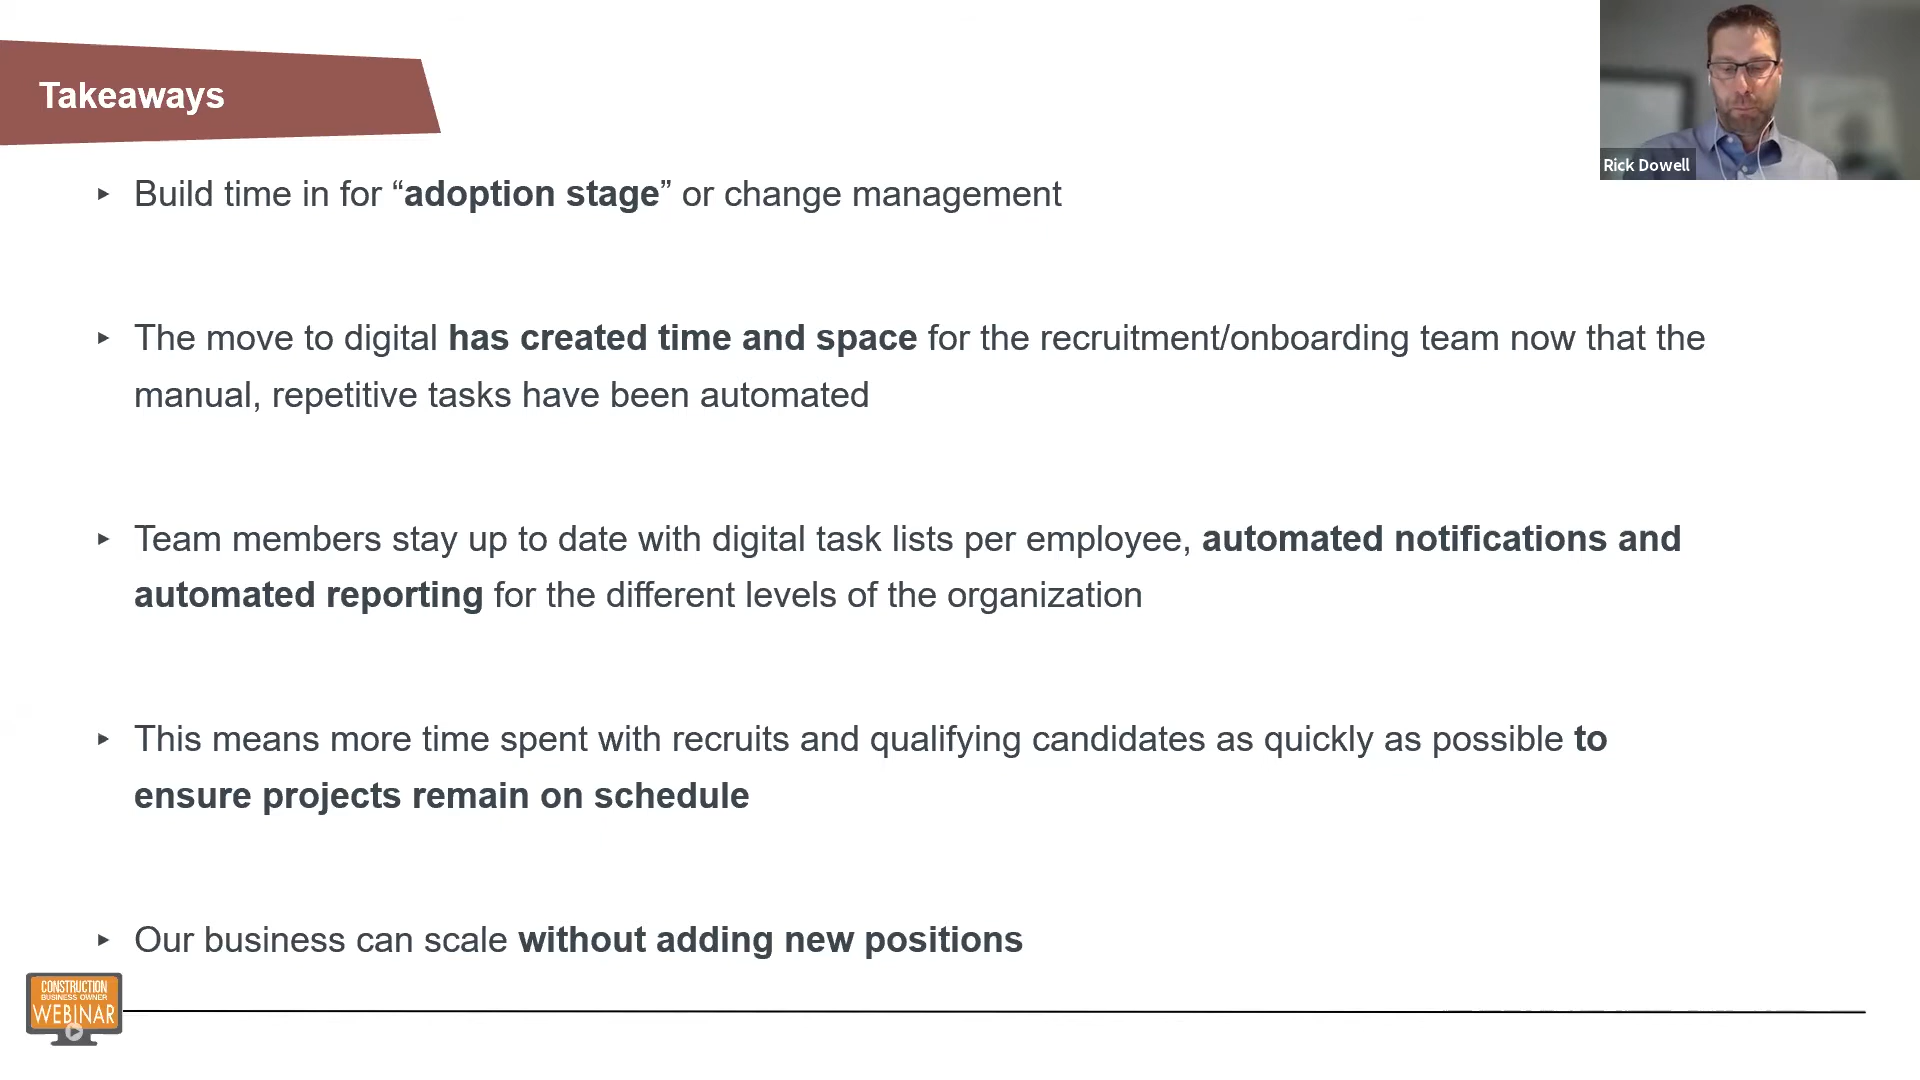 Takeaways
Rick Dowell
▸ Build time in for “adoption stage” or change management
▸ The move to digital has created time and space for the recruitment/onboarding team now that the
manual, repetitive tasks have been automated
▸ Team members stay up to date with digital task lists per employee, automated notifications and
automated reporting for the different levels of the organization
▸ This means more time spent with recruits and qualifying candidates as quickly as possible to
ensure projects remain on schedule
▸ Our business can scale without adding new positions
CONSTRUCTION
BUSINESS OWNER
WEBINAR